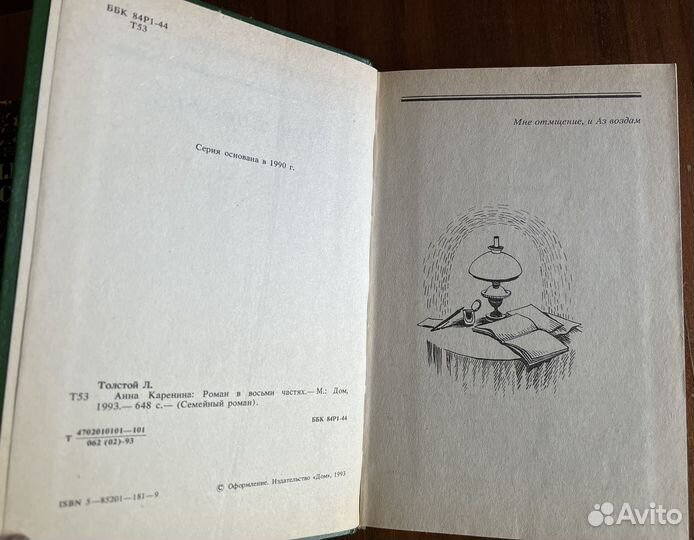 ББК 84Р1-44
Т53
Серия основана в 1990 г.
Толстой Л.
Т53 Анна Каренина: Роман в восьми частях.— М.: Дом,
1993.— 648 с.— (Семейный роман).
ББК 84Р1-44
Т 4702010101—101
062 (02)-93
© Оформление. Издательство «Дом», 1993
ISBN 5—85201—181—9
Мне отмщение, и Аз воздам
Avito